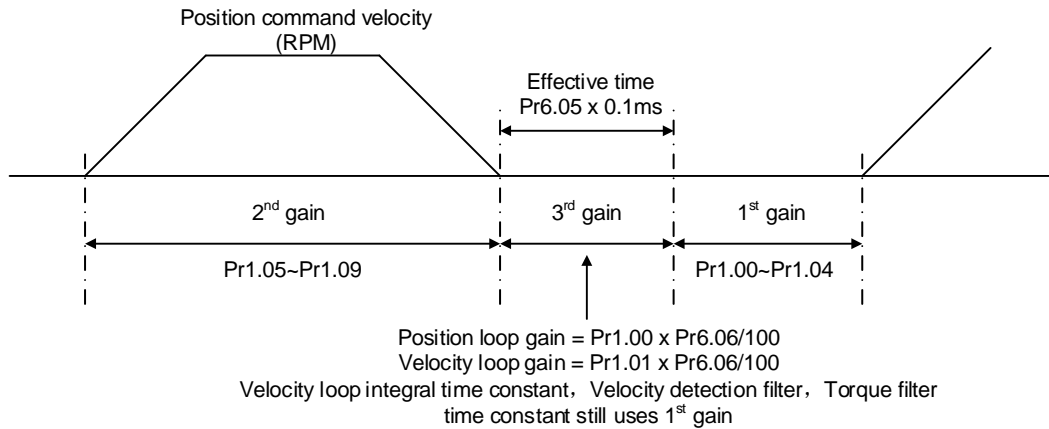 Position command velocity
(RPM)
Effective time
Pr6.05 x 0.1ms
2nd gain
3rd gain
1st gain
Pr1.05~Pr1.09
Pr1.00~Pr1.04
Position loop gain = Pr1.00 x Pr6.06/100
Velocity loop gain = Pr1.01 x Pr6.06/100
Velocity loop integral time constant，Velocity detection filter，Torque filter
time constant still uses 1st gain